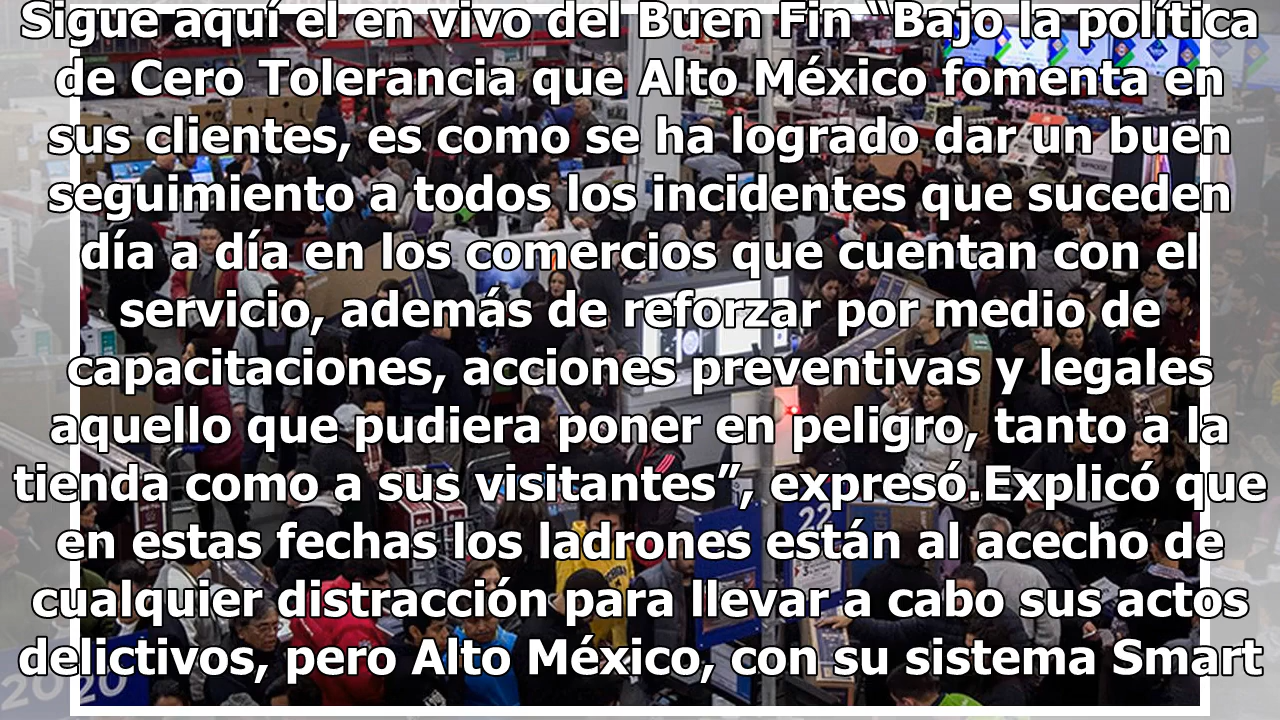 Sigue aquí el en vivo del Buen Fin “Bajo la política
de Cero Tolerancia que Alto México fomenta en
sus clientes, es como se ha logrado dar un buen
seguimiento a todos los incidentes que suceden
día a día en los comercios que cuentan con el
servicio, además de reforzar por medio de
capacitaciones, acciones preventivas y legales
aquello que pudiera poner en peligro, tanto a la
tienda como a sus visitantes”, expresó.Explicó que
en estas fechas los ladrones están al acecho de
cualquier distracción para llevar a cabo sus actos
delictivos, pero Alto México, con su sistema Smart
22
2020